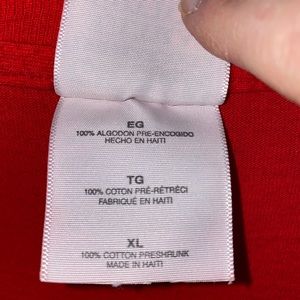 EG
100% ALGODON PRE-ENCOGIDO
HECHO EN HAITI
TG
100% COTON PRÉ-RÉTRÉCI
FABRIQUÉ EN HAITI
XL
100% COTTON PRESHRUNK
MADE IN HAITI